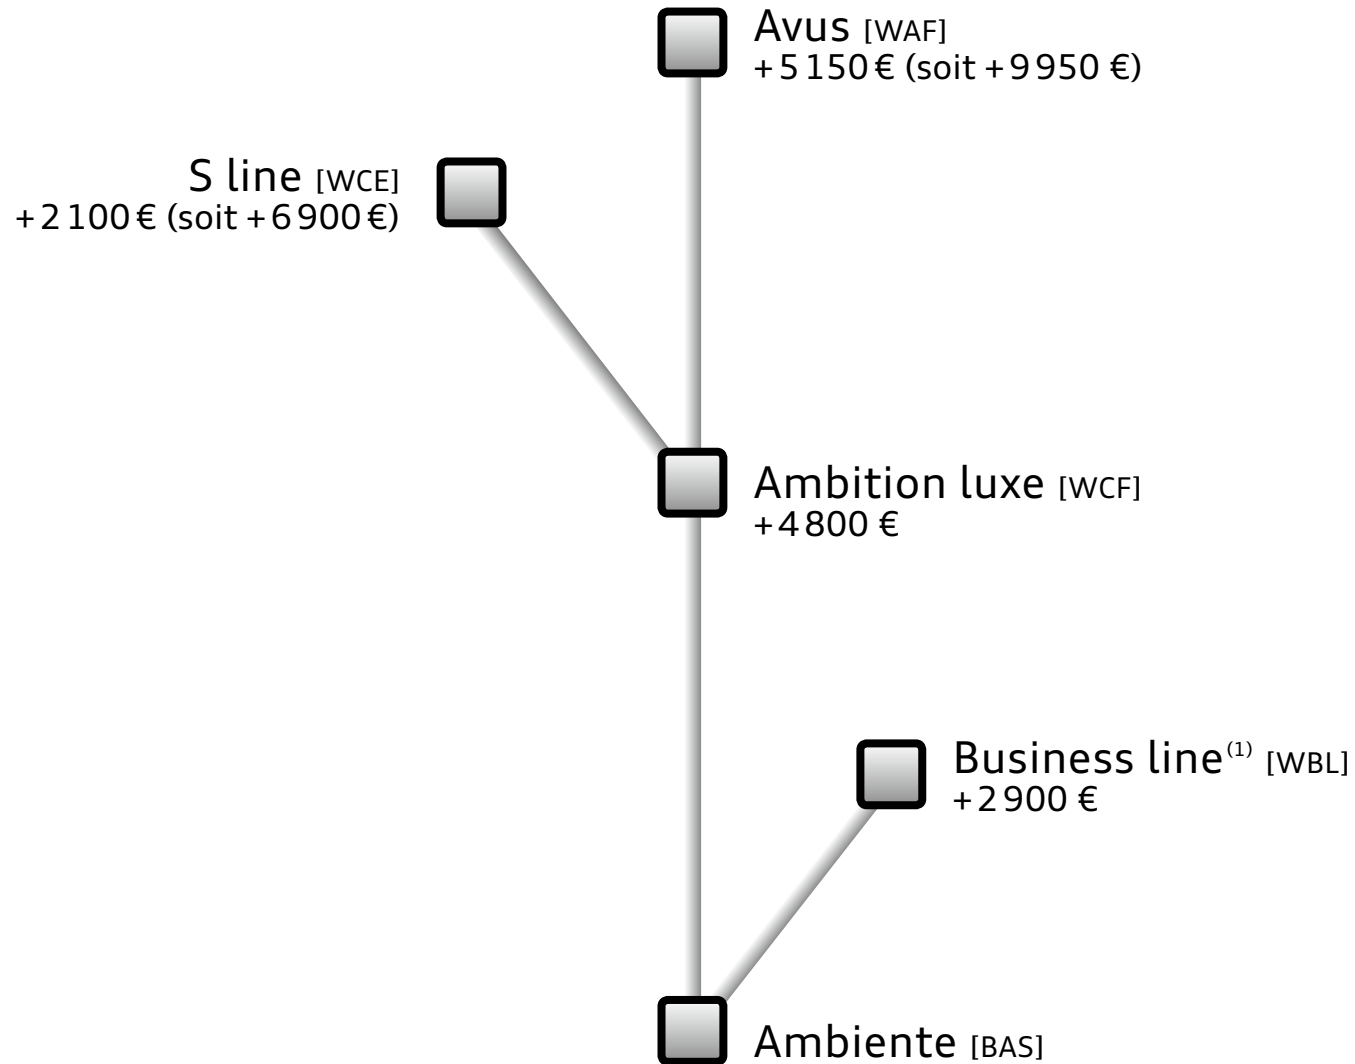 Avus [WAF]
+5 150 € (soit +9 950 €)
S line [WCE]
+2 100 € (soit +6 900 €)
Ambition luxe [WCF]
+4 800 €
Business line(1) [WBL]
+2 900 €
Ambiente [BAS]